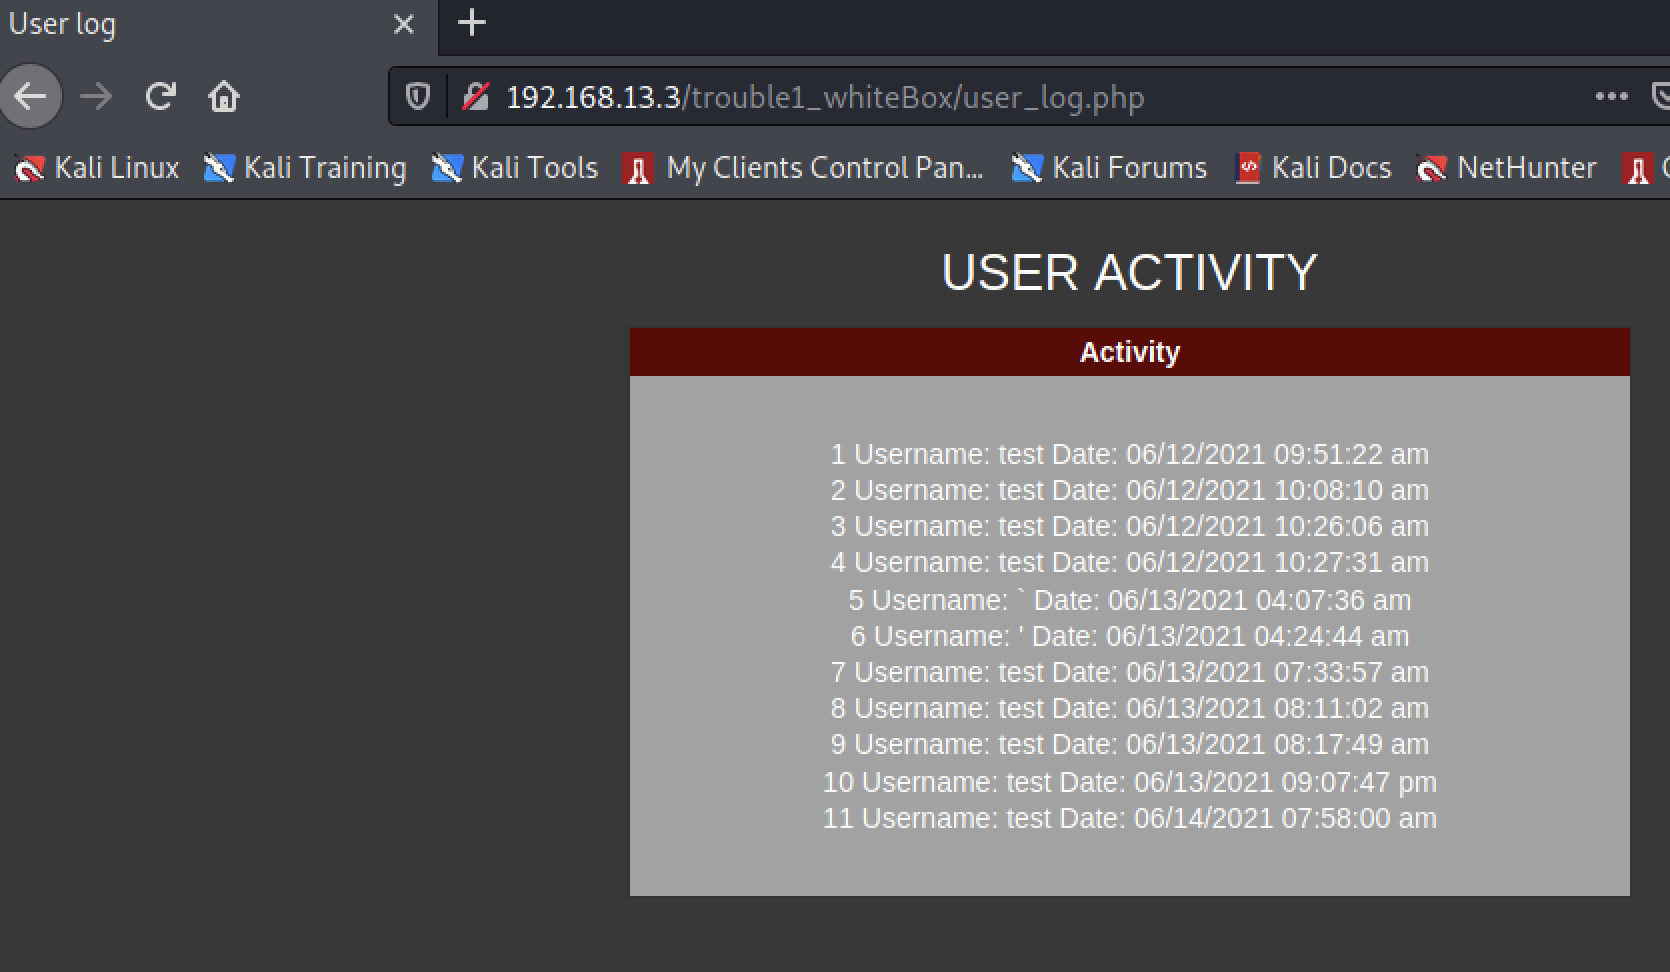 User log
192.168.13.3/trouble1_whiteBox/user_log.php
Kali Linux Kali Training Kali Tools My Clients Control Pan... Kali Forums Kali Docs NetHunter
USER ACTIVITY
Activity
1 Username: test Date: 06/12/2021 09:51:22 am
2 Username: test Date: 06/12/2021 10:08:10 am
3 Username: test Date: 06/12/2021 10:26:06 am
4 Username: test Date: 06/12/2021 10:27:31 am
5 Username: ` Date: 06/13/2021 04:07:36 am
6 Username: ' Date: 06/13/2021 04:24:44 am
7 Username: test Date: 06/13/2021 07:33:57 am
8 Username: test Date: 06/13/2021 08:11:02 am
9 Username: test Date: 06/13/2021 08:17:49 am
10 Username: test Date: 06/13/2021 09:07:47 pm
11 Username: test Date: 06/14/2021 07:58:00 am